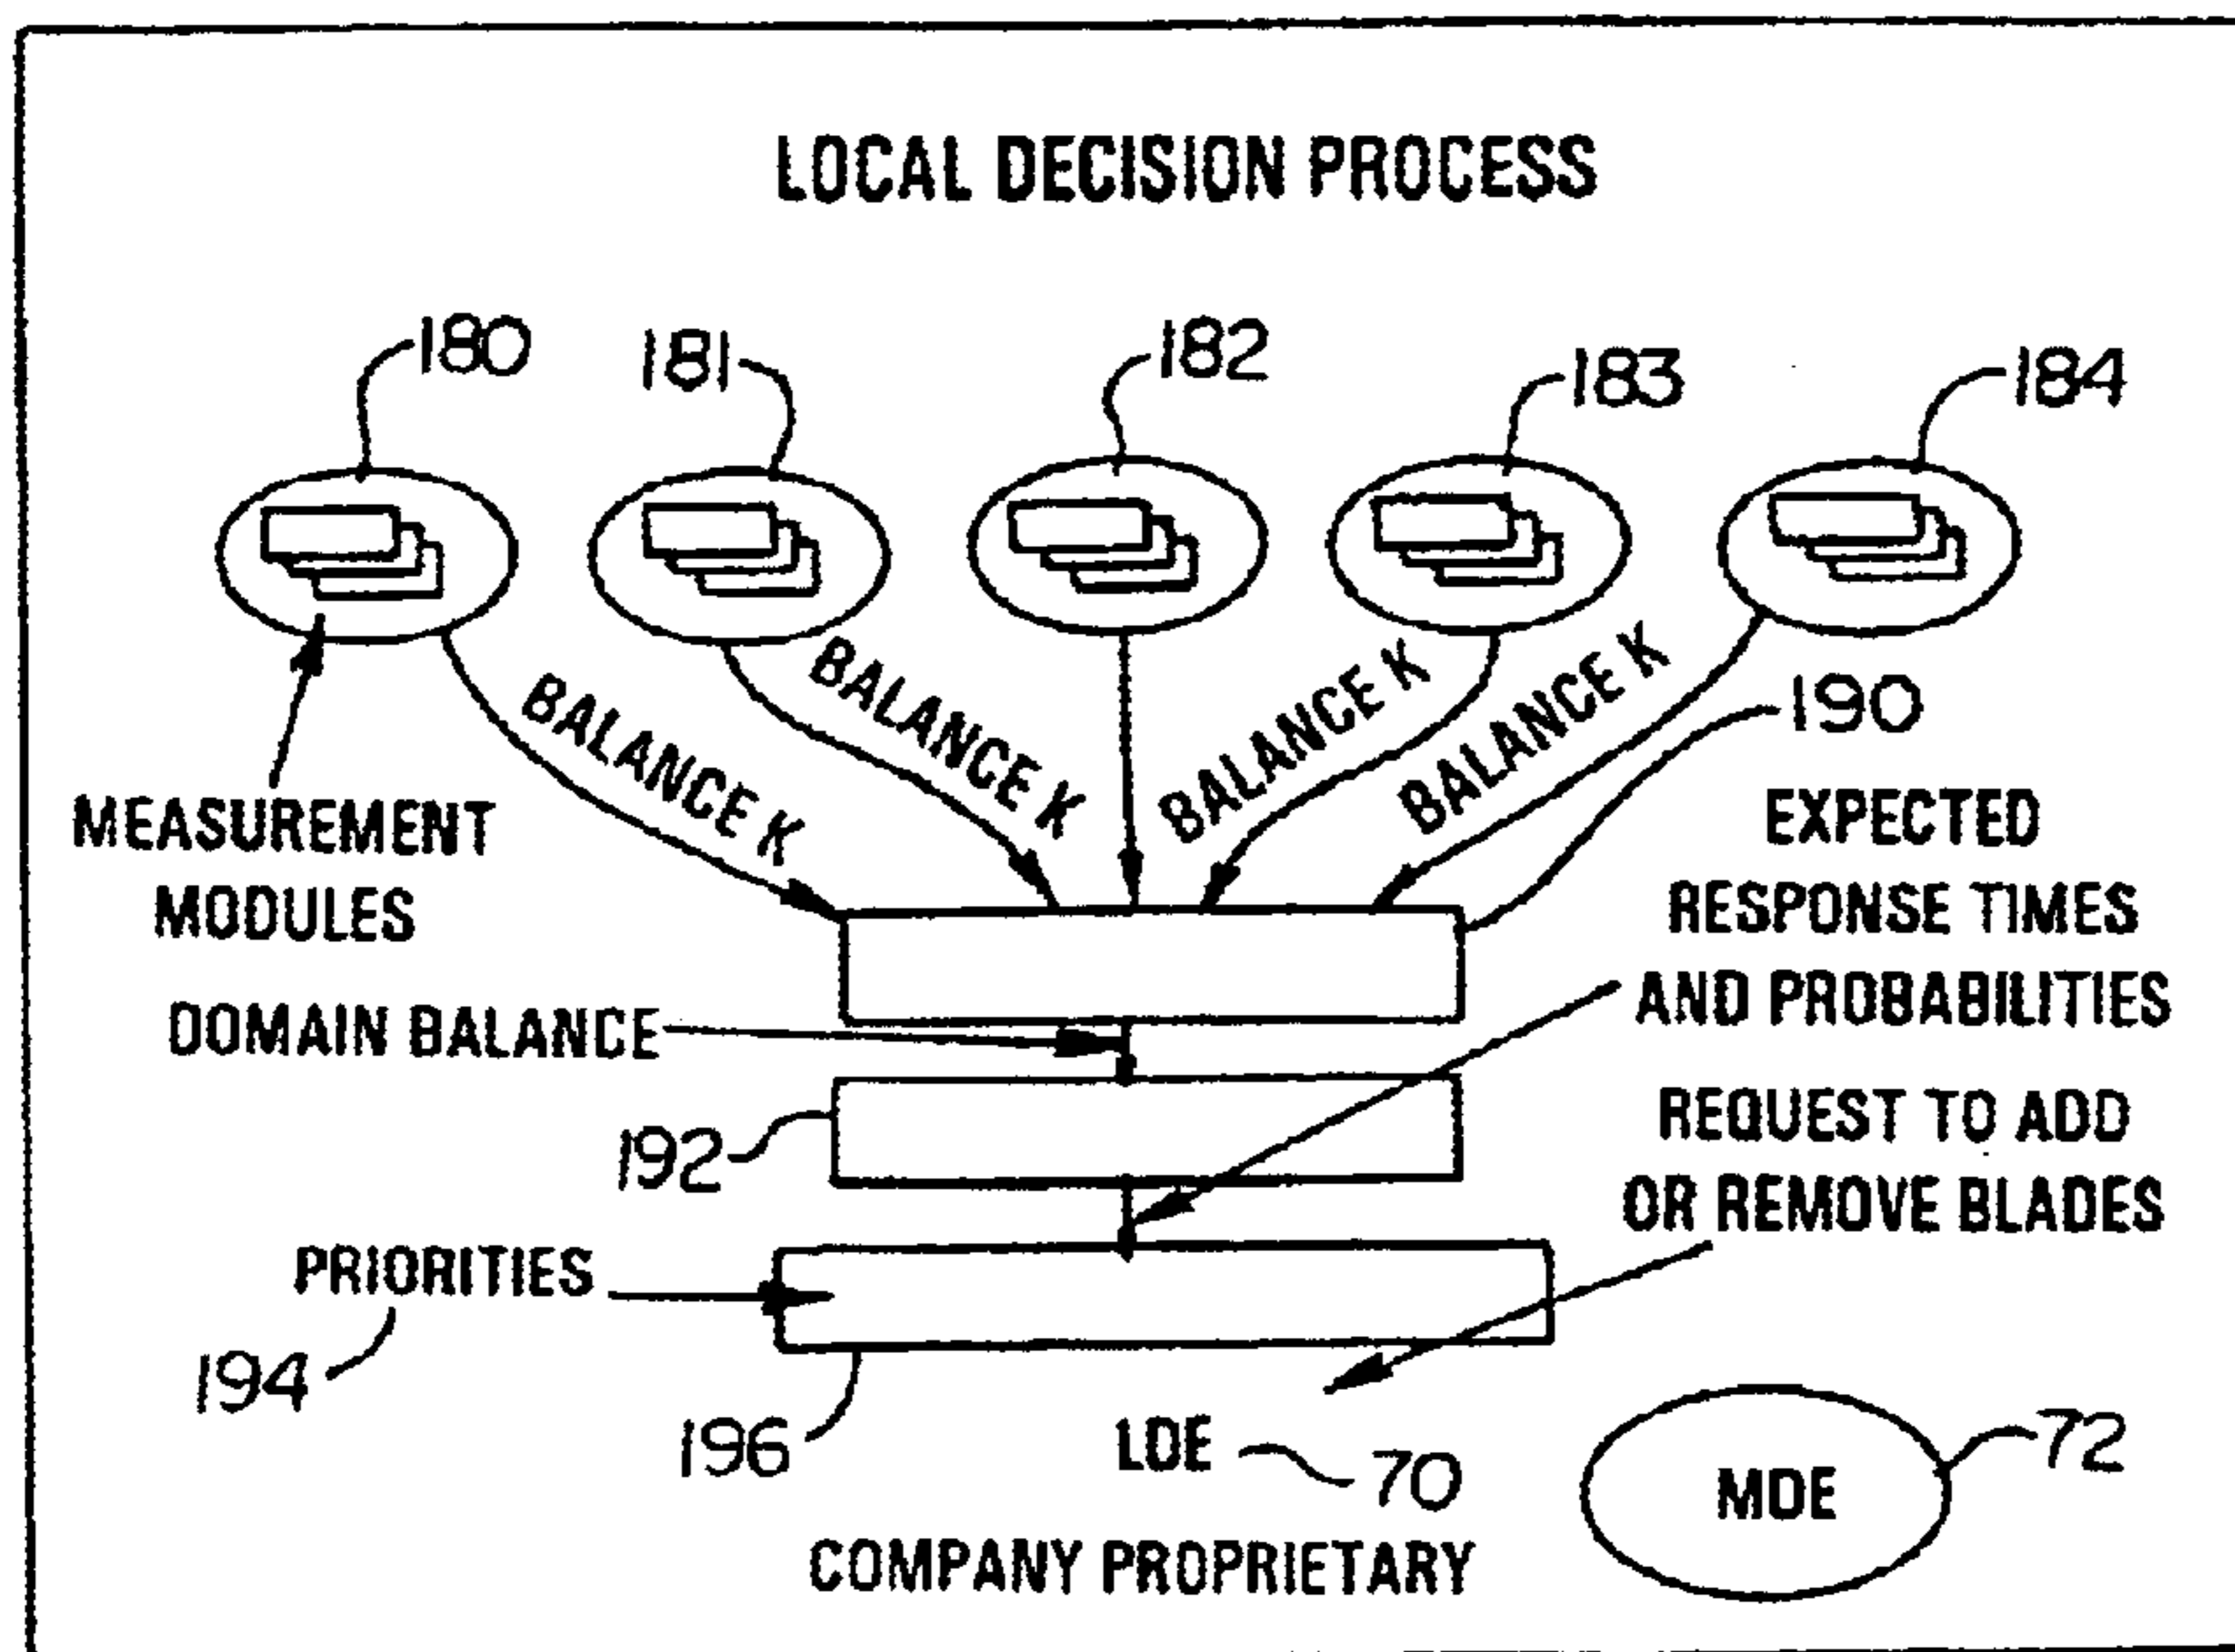 LOCAL DECISION PROCESS
180
181
182
183
184
BALANCE K
BALANCE K
BALANCE K
BALANCE K
190
MEASUREMENT
MODULES
EXPECTED
RESPONSE TIMES
AND PROBABILITIES
DOMAIN BALANCE
192
REQUEST TO ADD
OR REMOVE BLADES
PRIORITIES
194
196
LDE
70
MDE
72
COMPANY PROPRIETARY